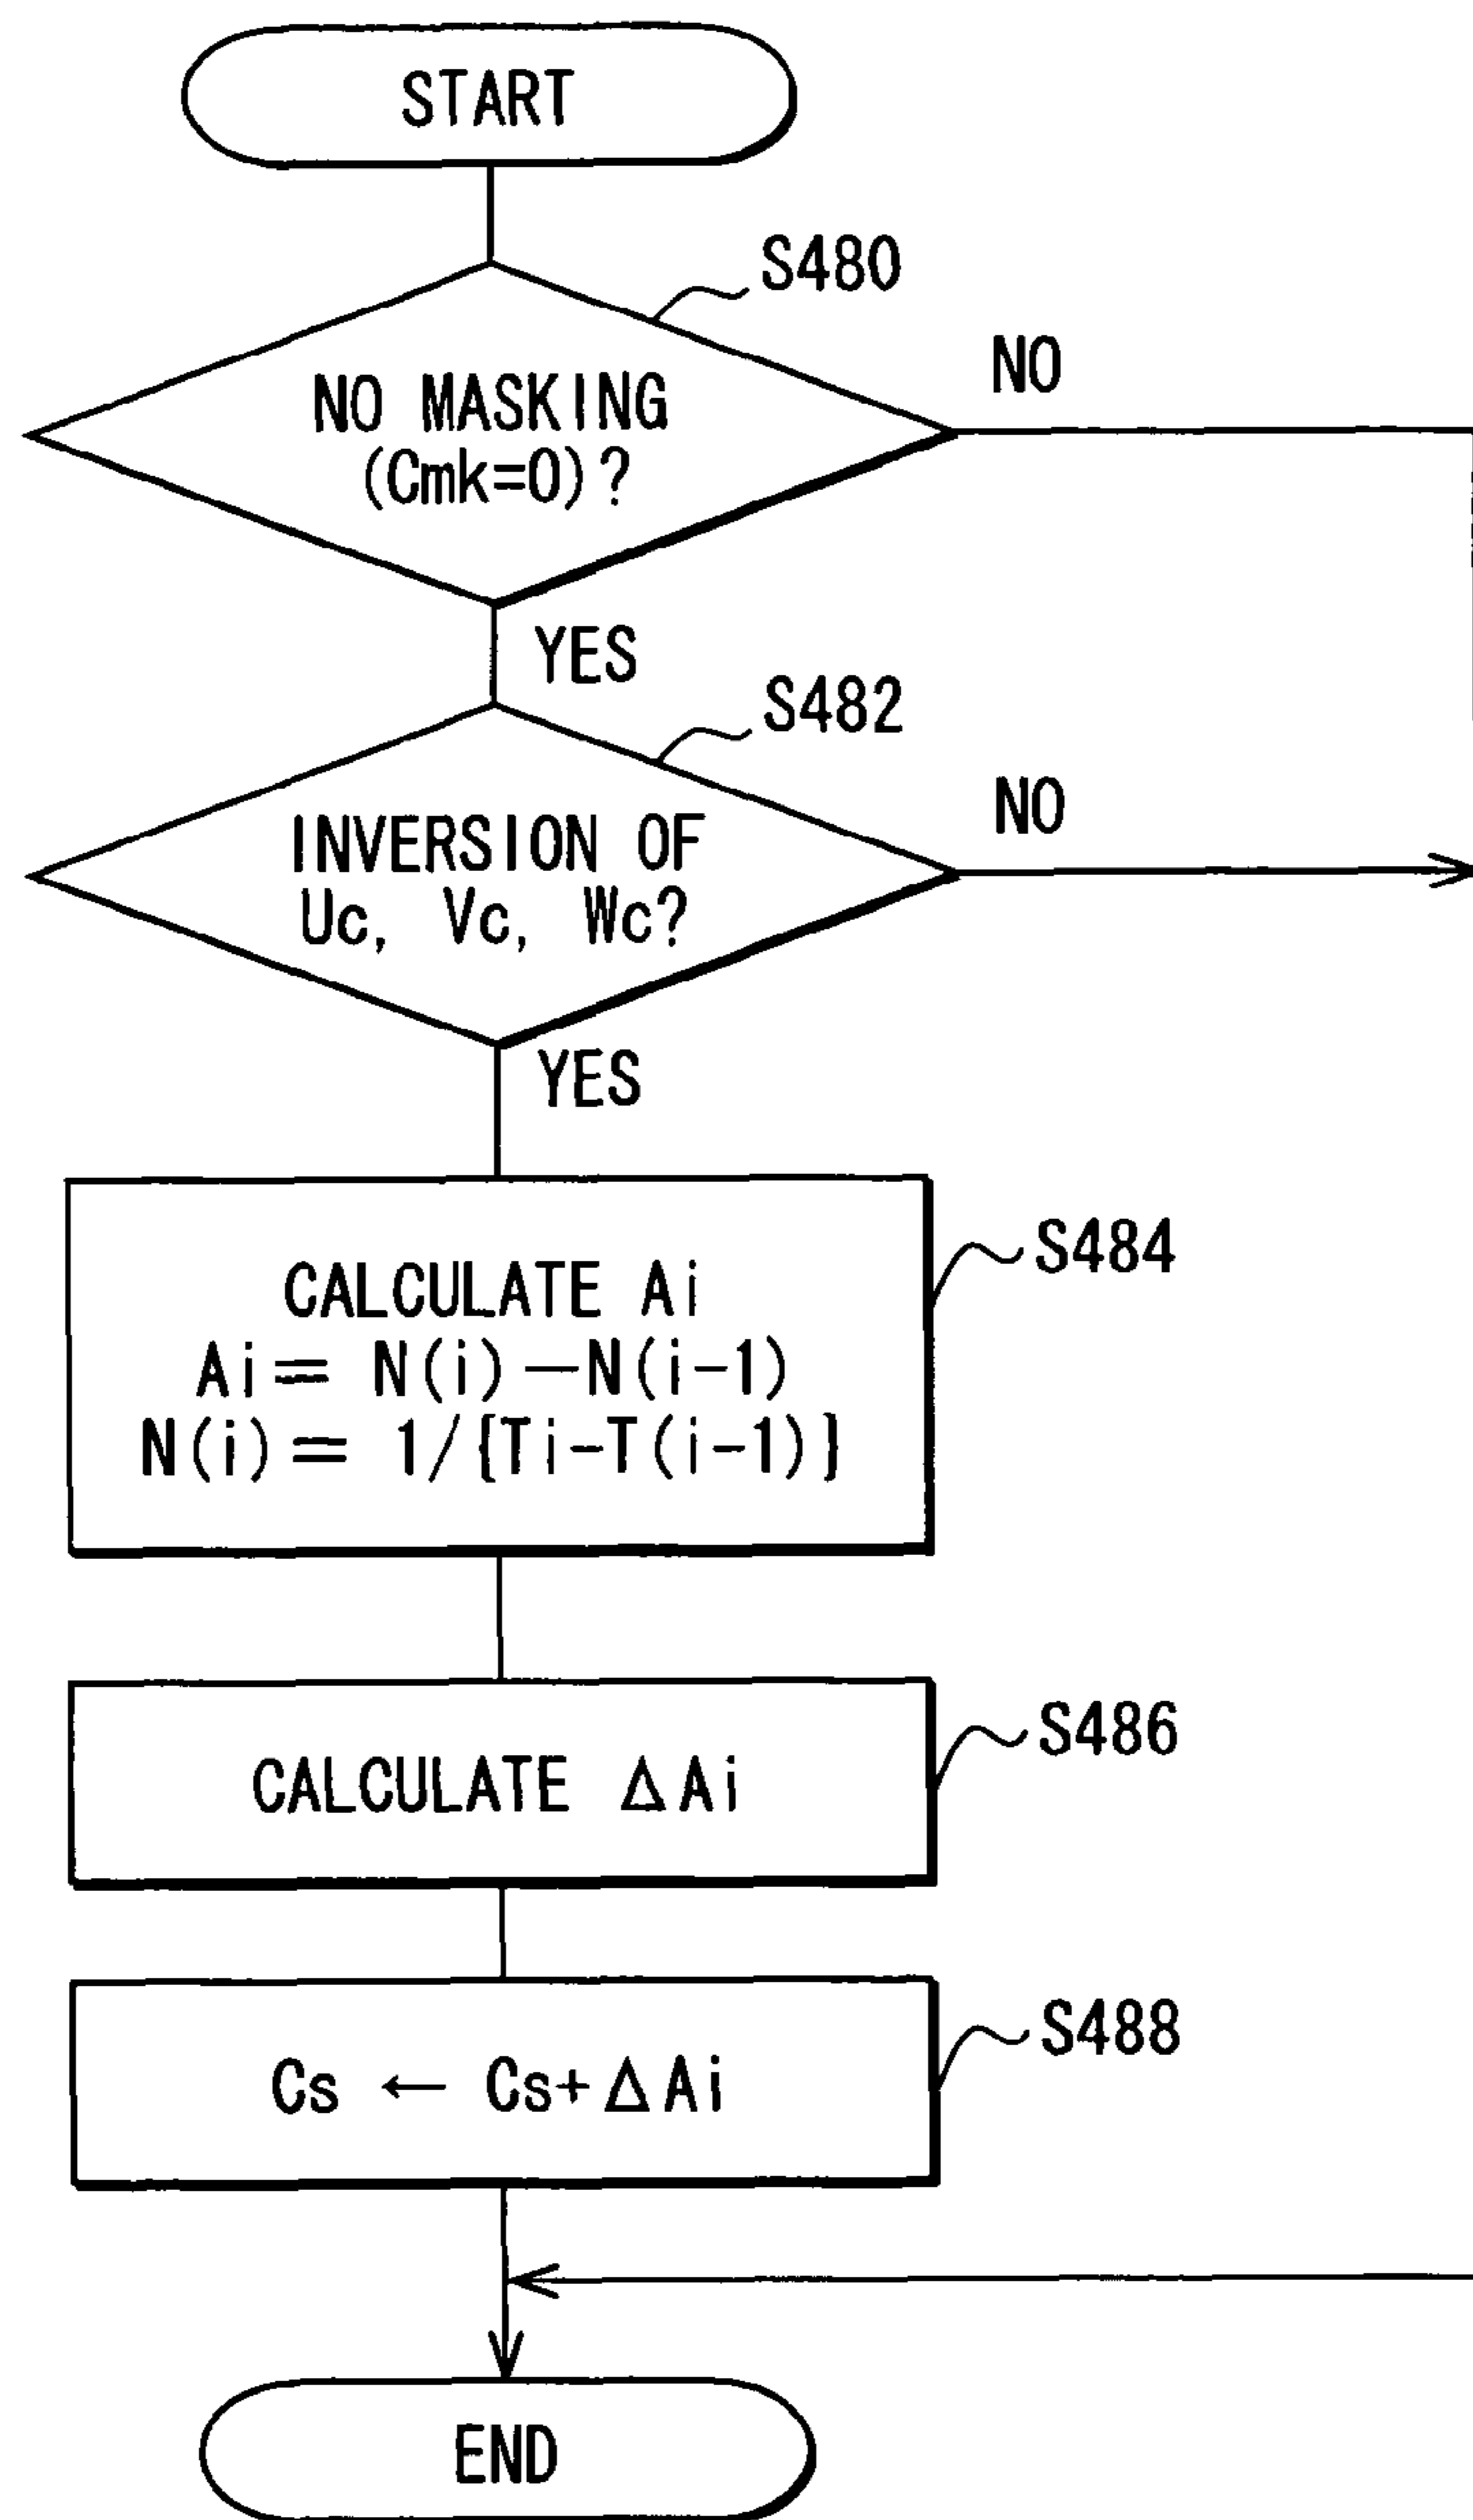 START
S480
NO
NO MASKING
(Cmk=0)?
YES
S482
NO
INVERSION OF
Uc, Vc, Wc?
YES
S484
CALCULATE Ai
Ai= N(i)-N(i-1)
N(i)= 1/{Ti-T(i-1)}
S486
CALCULATE ΔAi
S488
Cs ← Cs+ΔAi
END